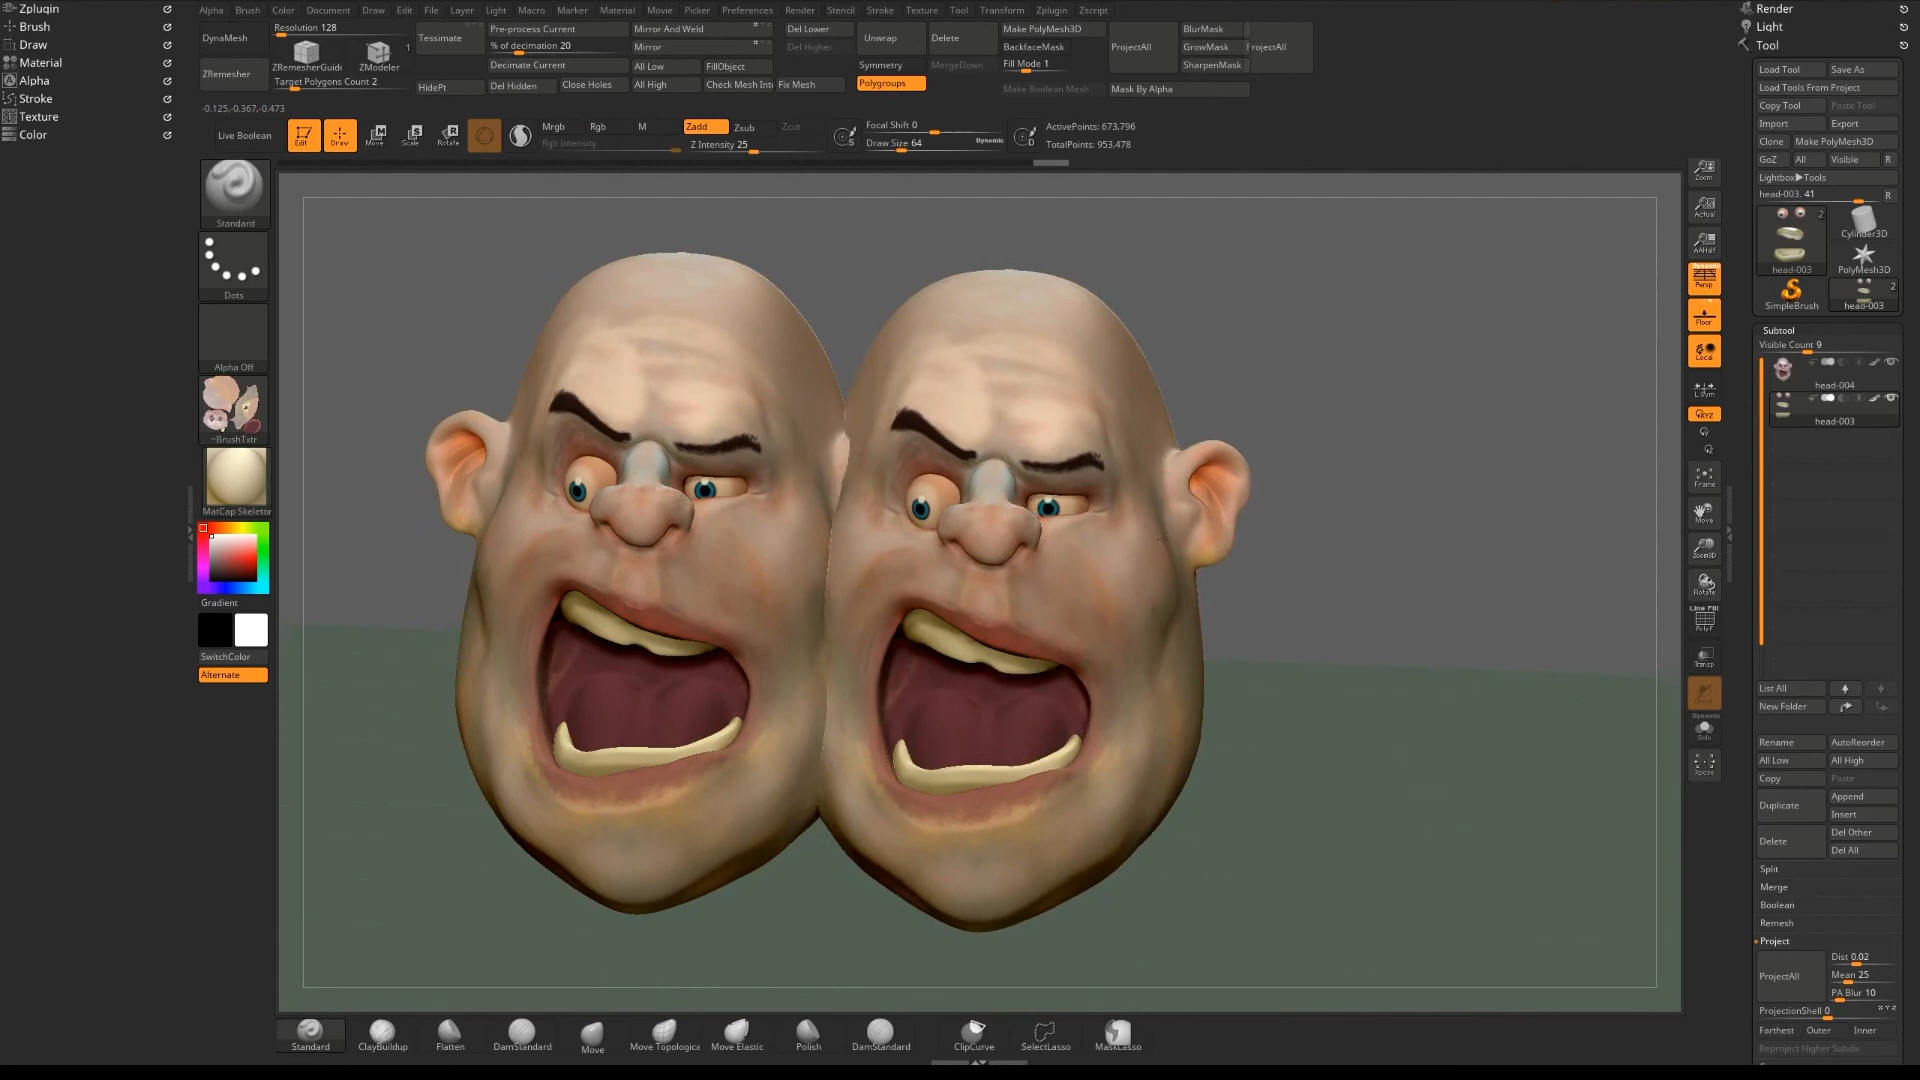 Zplugin
Brush
Draw
Material
Alpha
Stroke
Texture
Color
Alpha Brush Color Document Draw Edit File Layer Light Macro Marker Material Movie Picker Preferences Render Stencil Stroke Texture Tool Transform Zplugin Zscript
DynaMesh
Resolution 128
ZRemesherGuide
ZModeler
1
ZRemesher
Target Polygons Count 2
Tessimate
HidePt
Pre-process Current
% of decimation 20
Decimate Current
Del Hidden
Close Holes
Mirror And Weld
Mirror
All Low
FillObject
All High
Check Mesh Int
Fix Mesh
Del Lower
Del Higher
Unwrap
Symmetry
Polygroups
Delete
MergeDown
Make PolyMesh3D
BackfaceMask
Fill Mode 1
Make Boolean Mesh
ProjectAll
Mask By Alpha
BlurMask
GrowMask
SharpenMask
ProjectAll
-0.125,-0.367,-0.473
Live Boolean
Edit
Draw
Move
Scale
Rotate
Mrgb
Rgb
M
Rgb Intensity
Zadd
Zsub
Zcut
Z Intensity 25
S
Focal Shift 0
Draw Size 64
Dynamic
D
ActivePoints: 673,796
TotalPoints: 953,478
Standard
Dots
Alpha Off
~BrushTxtr
MatCap Skeleton
Gradient
SwitchColor
Alternate
Zoom
Actual
AAHalf
Dynamic
Persp
Floor
Local
L.Sym
XYZ
Frame
Move
Zoom3D
Rotate
Line Fill
PolyF
Transp
Dynamic
Solo
Xpose
Render
Light
Tool
Load Tool
Save As
Load Tools From Project
Copy Tool
Paste Tool
Import
Export
Clone
Make PolyMesh3D
GoZ
All
Visible
R
Lightbox▶Tools
head-003. 41
R
2
head-003
Cylinder3D
PolyMesh3D
SimpleBrush
2
head-003
Subtool
Visible Count 9
head-004
head-003
List All
New Folder
Rename
AutoReorder
All Low
All High
Copy
Paste
Duplicate
Append
Insert
Delete
Del Other
Del All
Split
Merge
Boolean
Remesh
Project
ProjectAll
Dist 0.02
Mean 25
PA Blur 10
ProjectionShell 0
Farthest
Outer
Inner
Reproject Higher Subdiv
Standard
ClayBuildup
Flatten
DamStandard
Move
Move Topologica
Move Elastic
Polish
DamStandard
ClipCurve
SelectLasso
MaskLasso